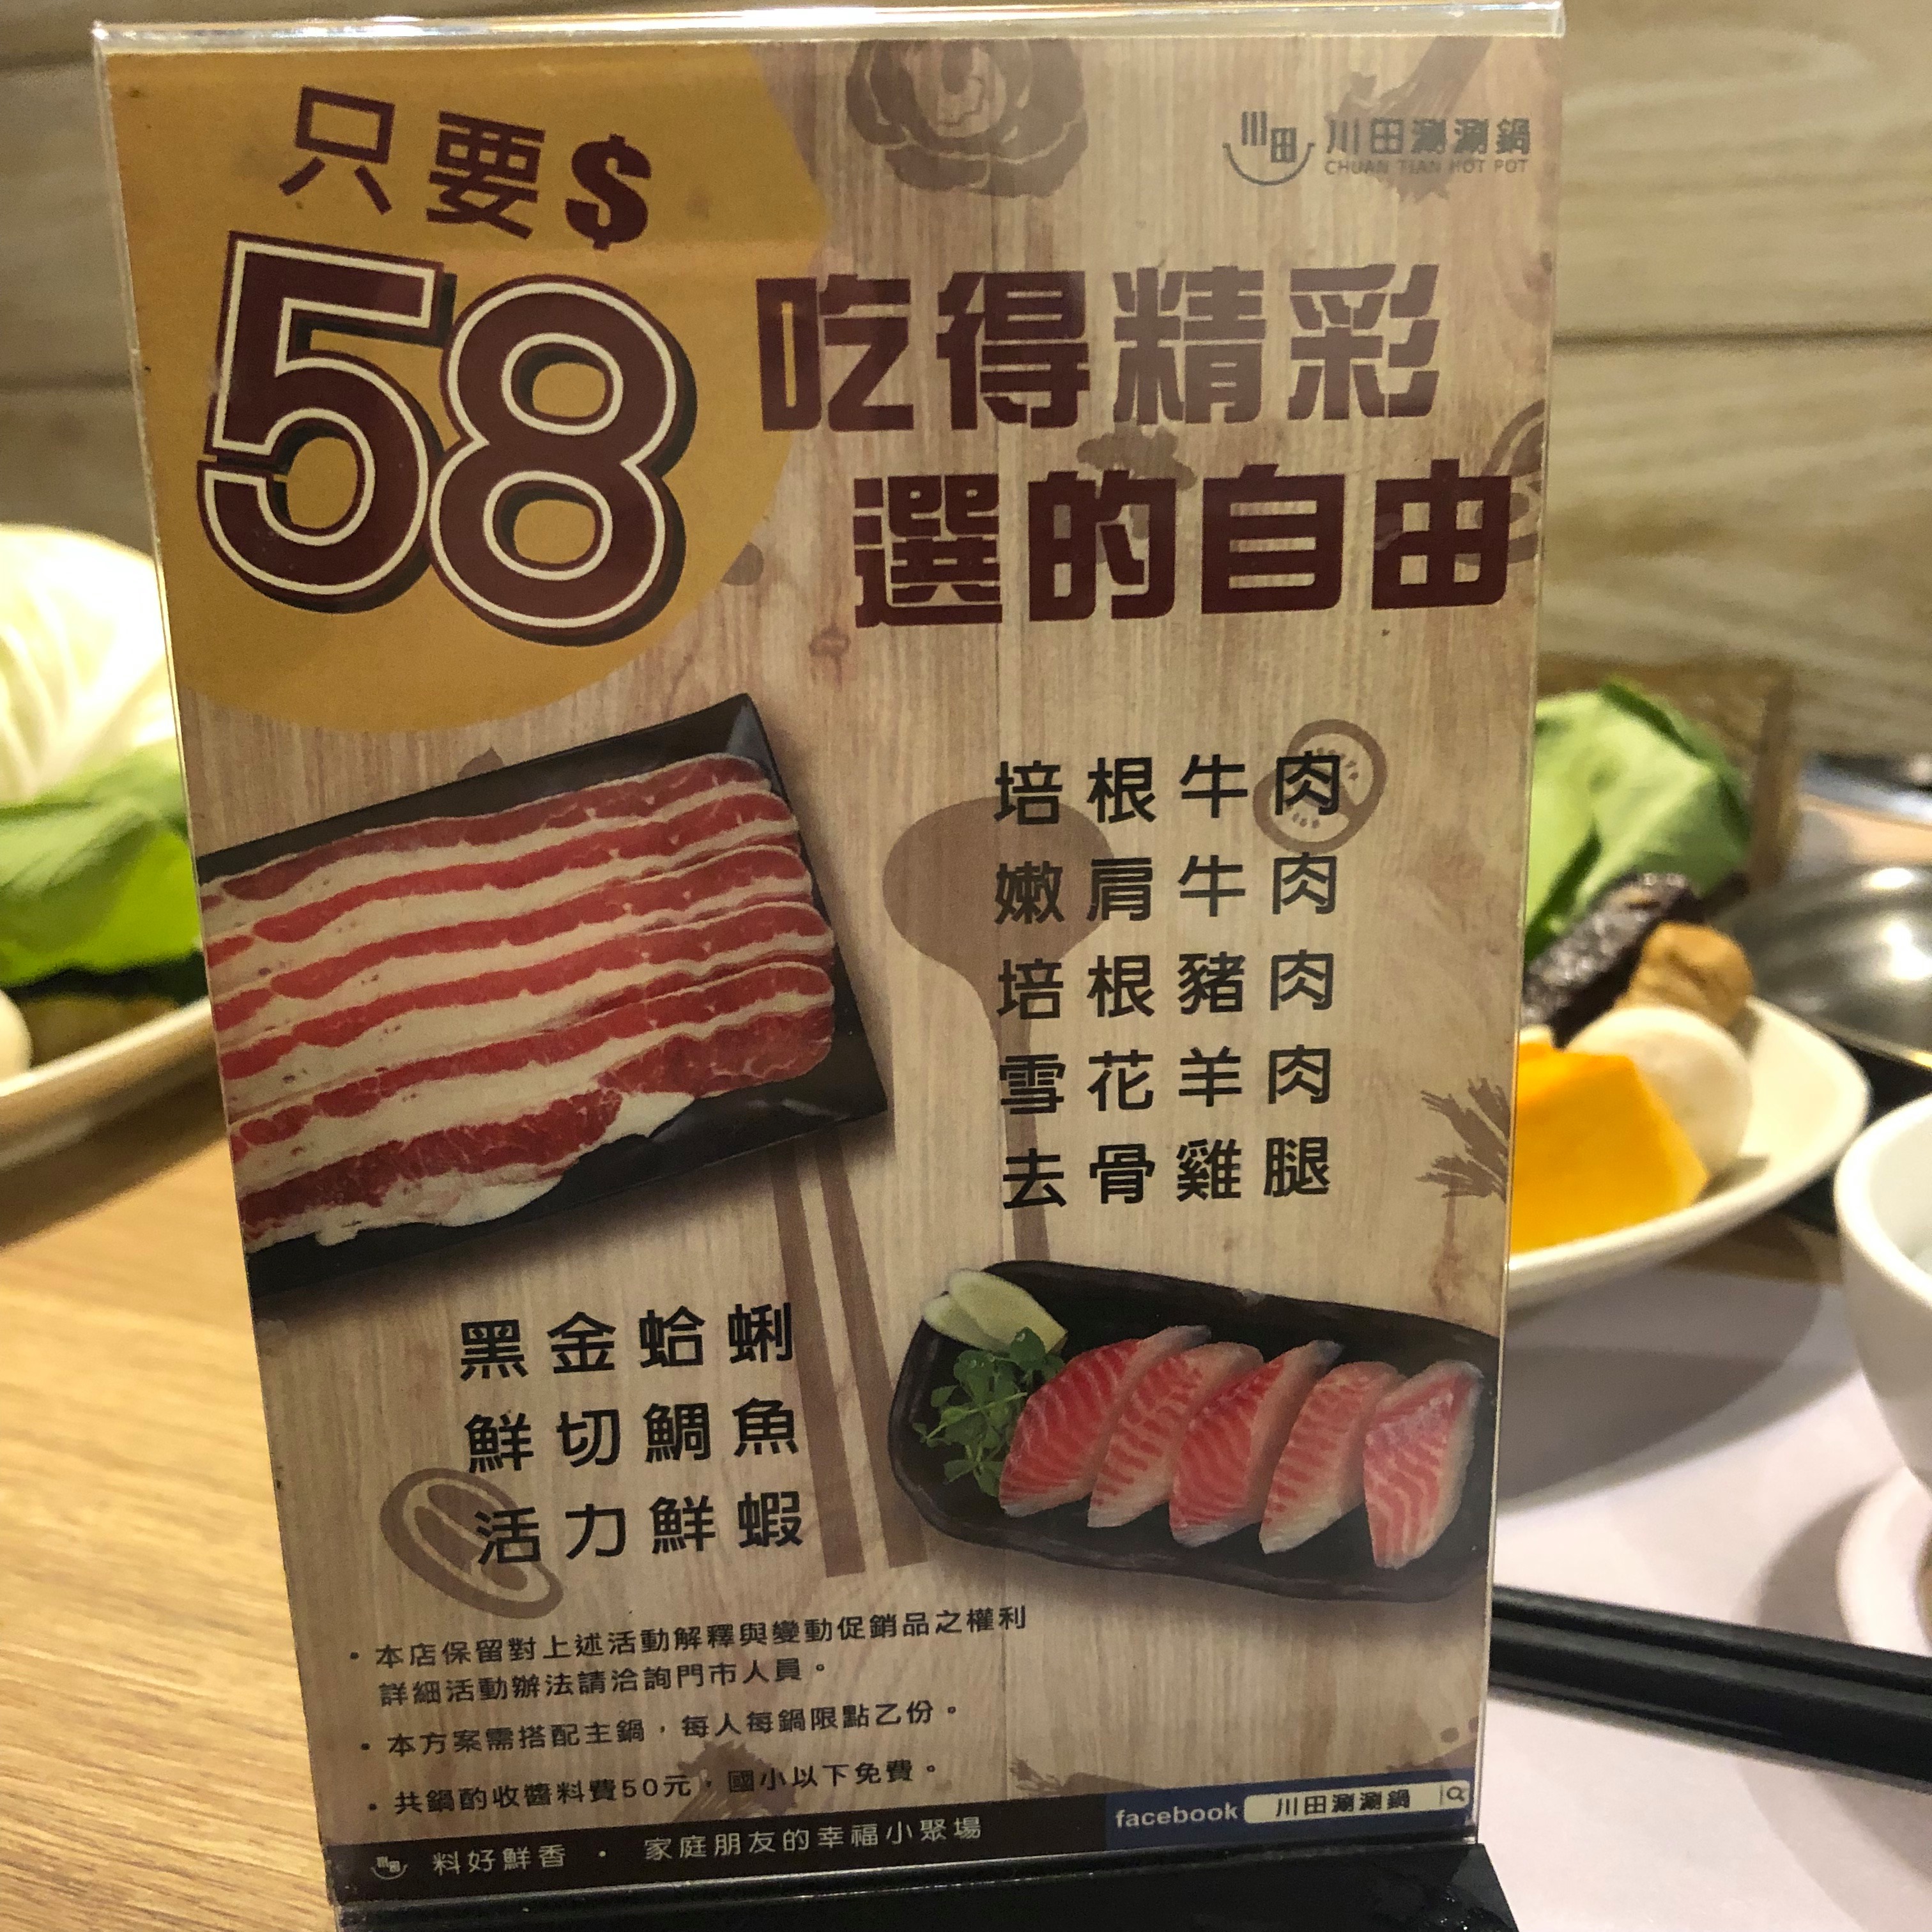 只要$
58
川田涮涮鍋
CHUAN TIAN HOT POT
吃得精彩
選的自由
培根牛肉
嫩肩牛肉
培根豬肉
雪花羊肉
去骨雞腿
黑金蛤蜊
鮮切鯛魚
活力鮮蝦
・本店保留對上述活動解釋與變動促銷品之權利
詳細活動辦法請洽詢門市人員。
・本方案需搭配主鍋，每人每鍋限點乙份。
・共鍋酌收醬料費50元，國小以下免費。
川田 料好鮮香 ・ 家庭朋友的幸福小聚場
facebook 川田涮涮鍋